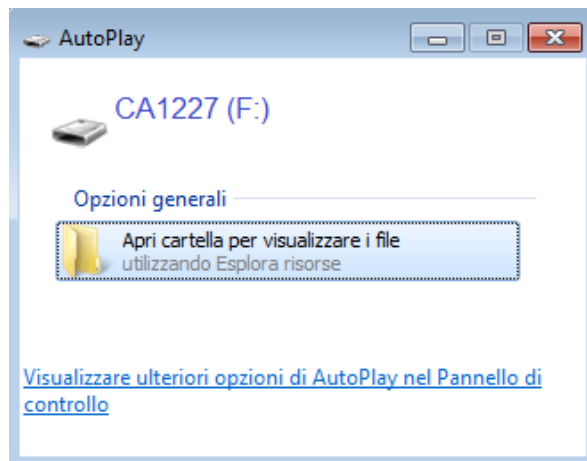 AutoPlay
CA1227 (F:)
Opzioni generali
Apri cartella per visualizzare i file
utilizzando Esplora risorse
Visualizzare ulteriori opzioni di AutoPlay nel Pannello di
controllo